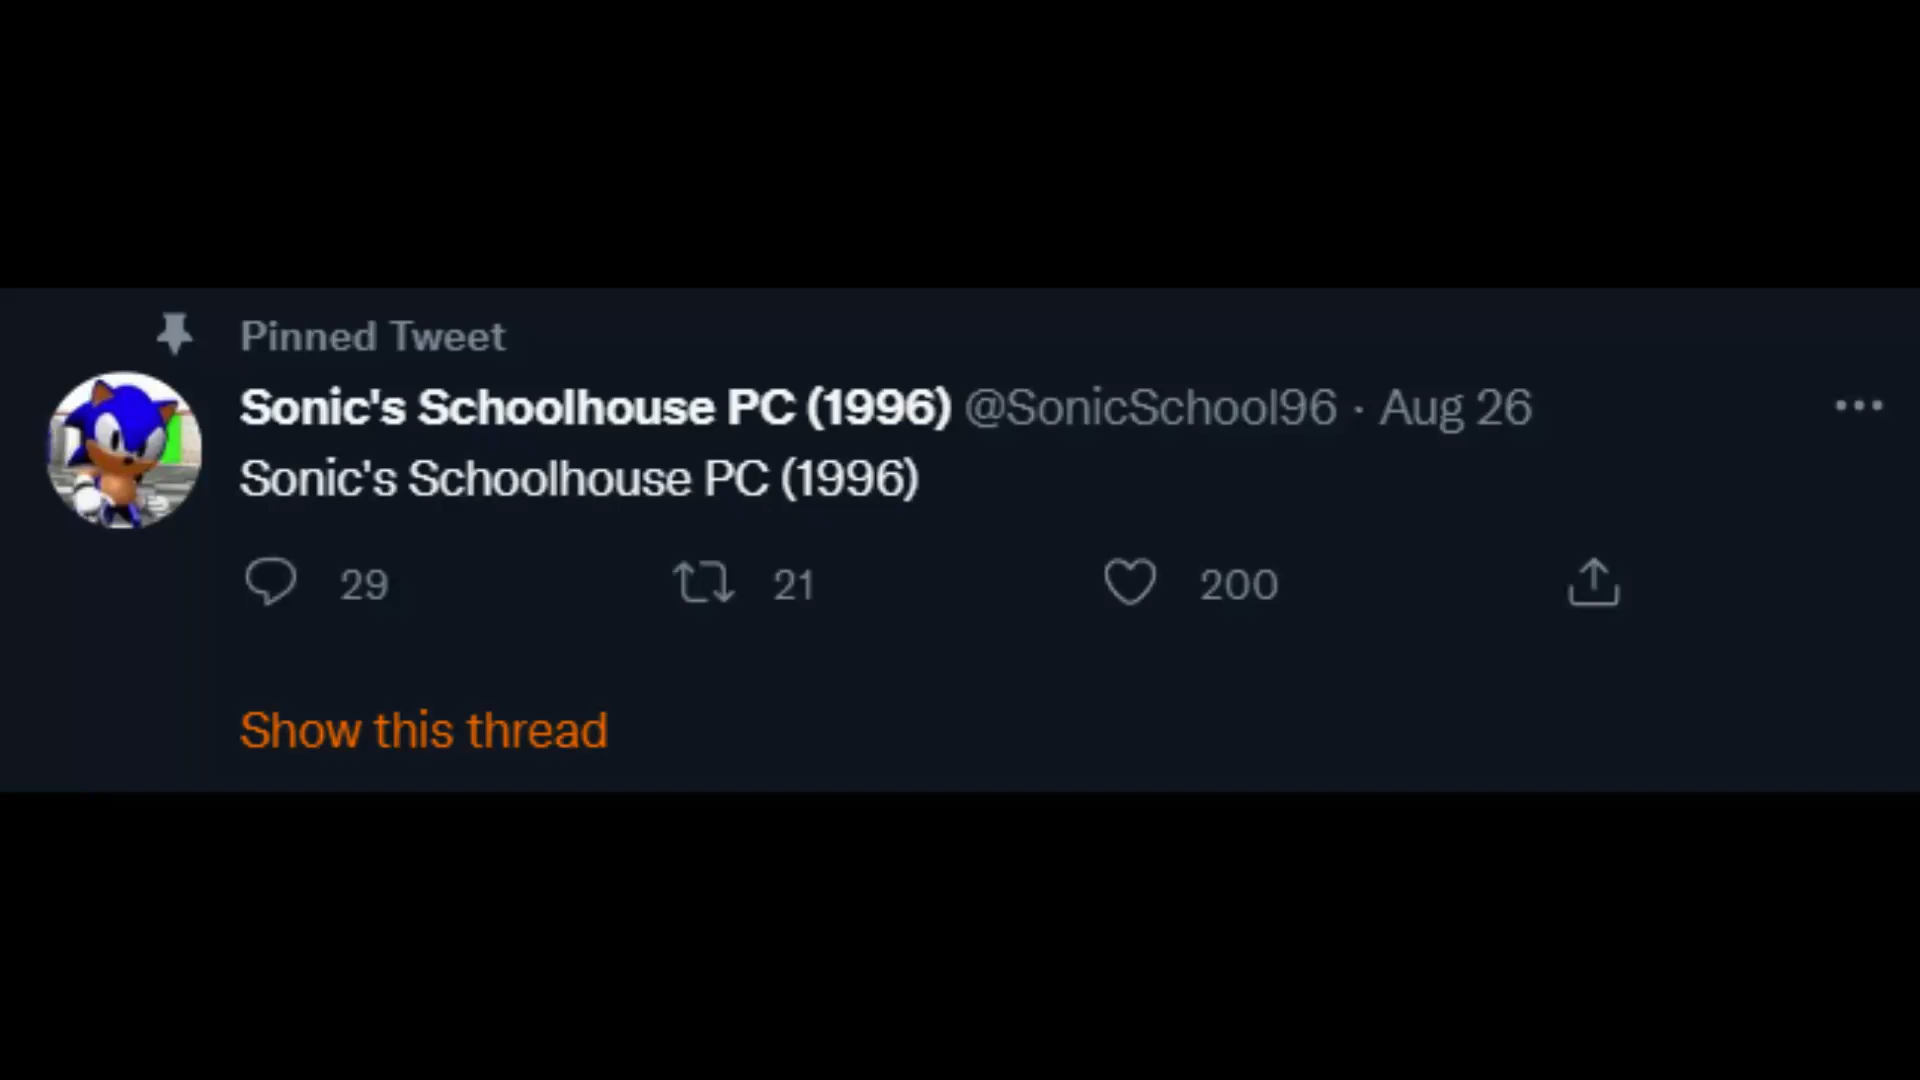 Pinned Tweet
Sonic's Schoolhouse PC (1996) @SonicSchool96 · Aug 26
Sonic's Schoolhouse PC (1996)
29 21 200
Show this thread